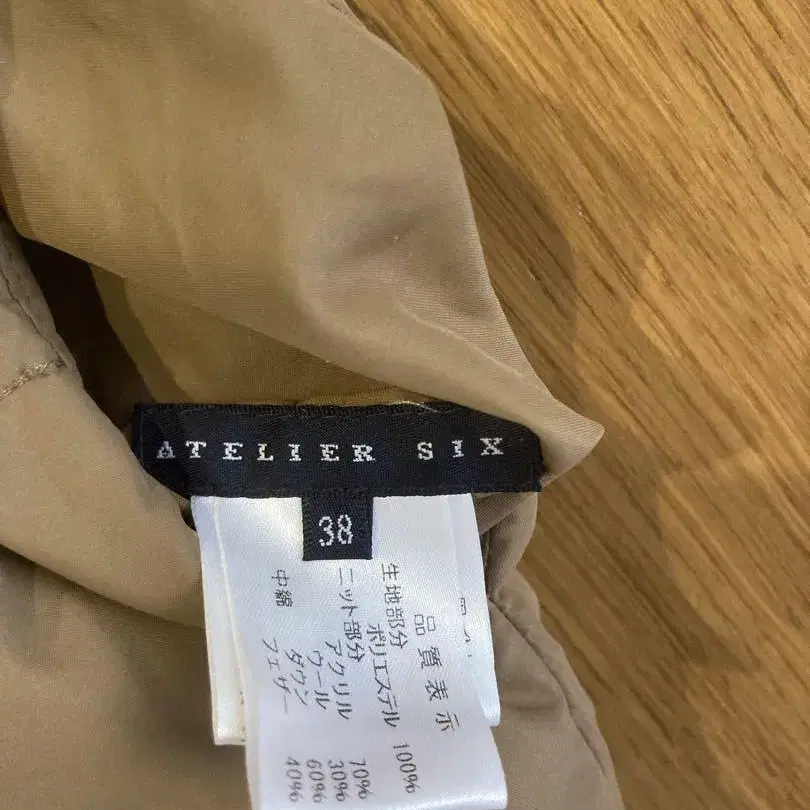 ATELIER SIX
38
品質表示
生地部分
ポリエステル 100%
ニット部分
アクリル 70%
ウール 30%
中綿 ダウン 60%
フェザー 40%